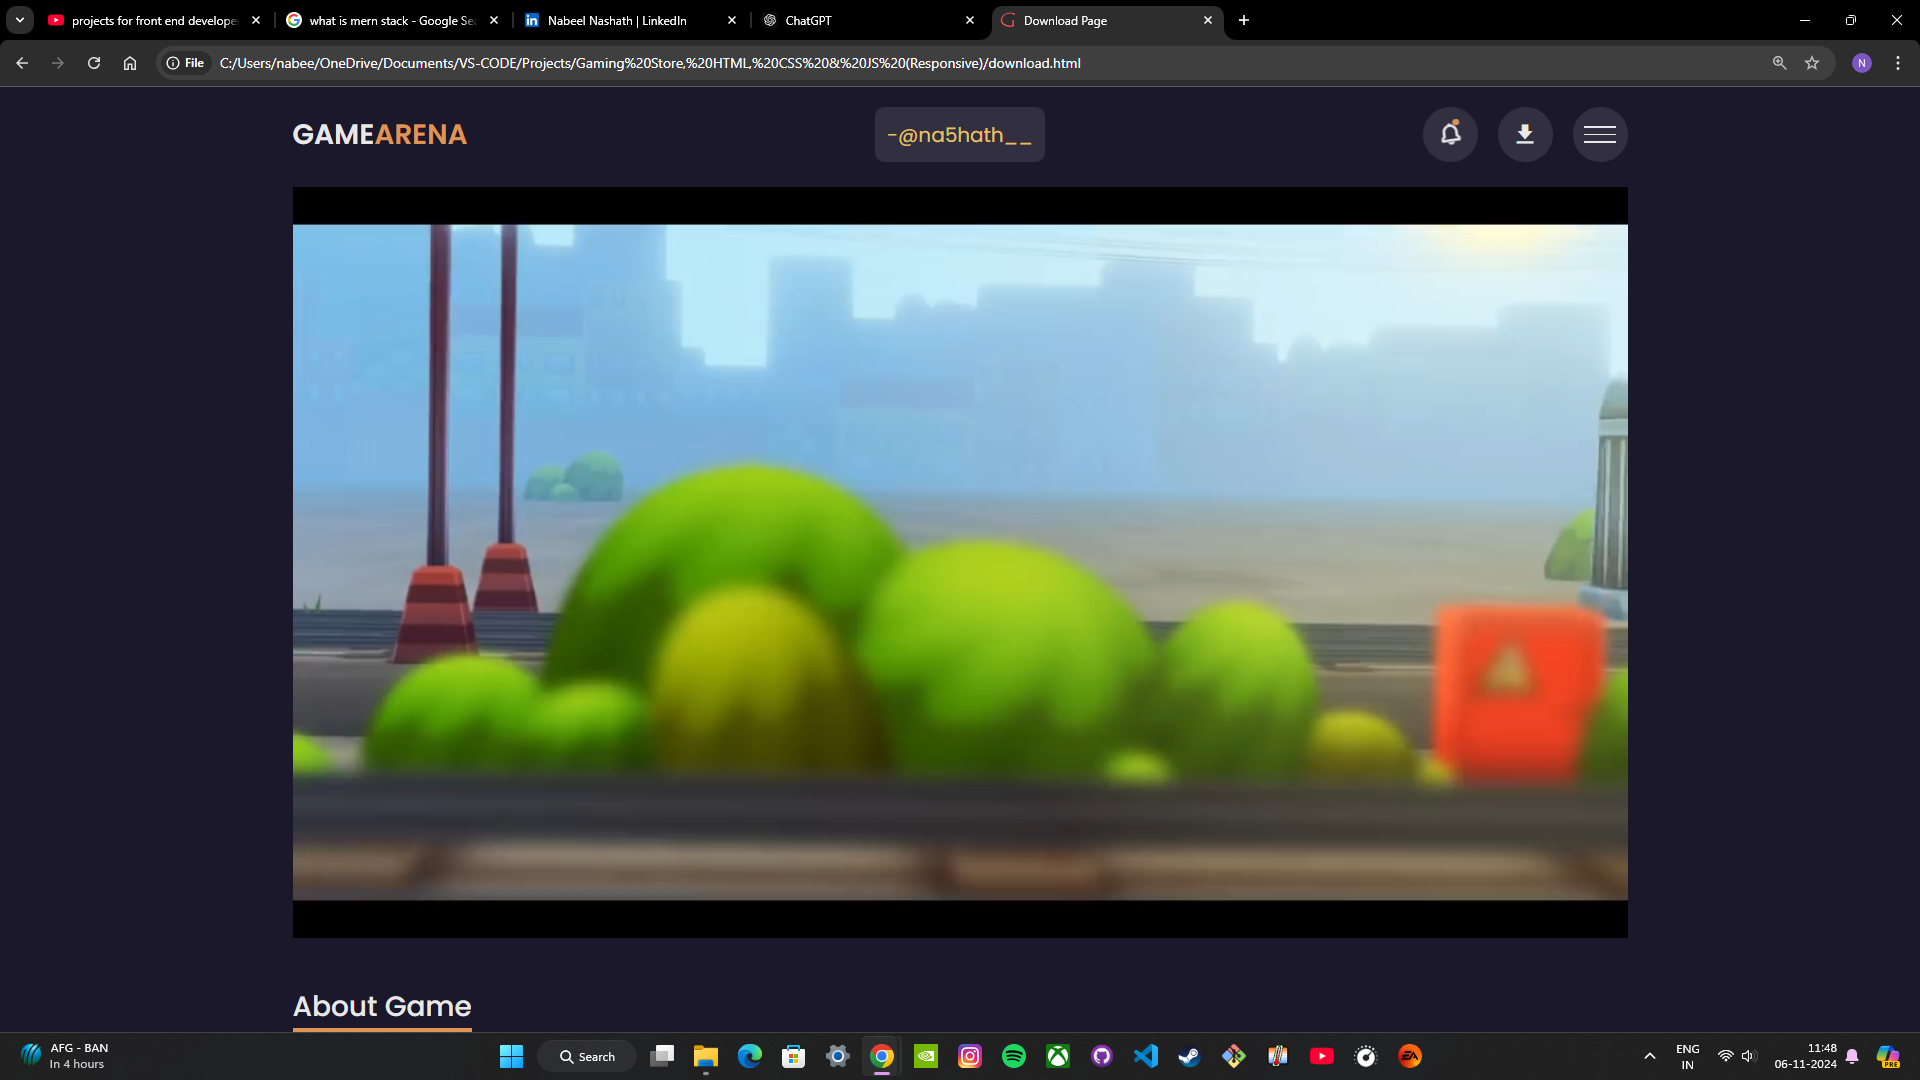 projects for front end develope
what is mern stack - Google Se
Nabeel Nashath | LinkedIn
ChatGPT
Download Page
File
C:/Users/nabee/OneDrive/Documents/VS-CODE/Projects/Gaming%20Store,%20HTML,%20CSS%20&%20JS%20(Responsive)/download.html
N
GAMEARENA
-@na5hath__
About Game
AFG - BAN
In 4 hours
Search
ENG
IN
11:48
06-11-2024
PRE